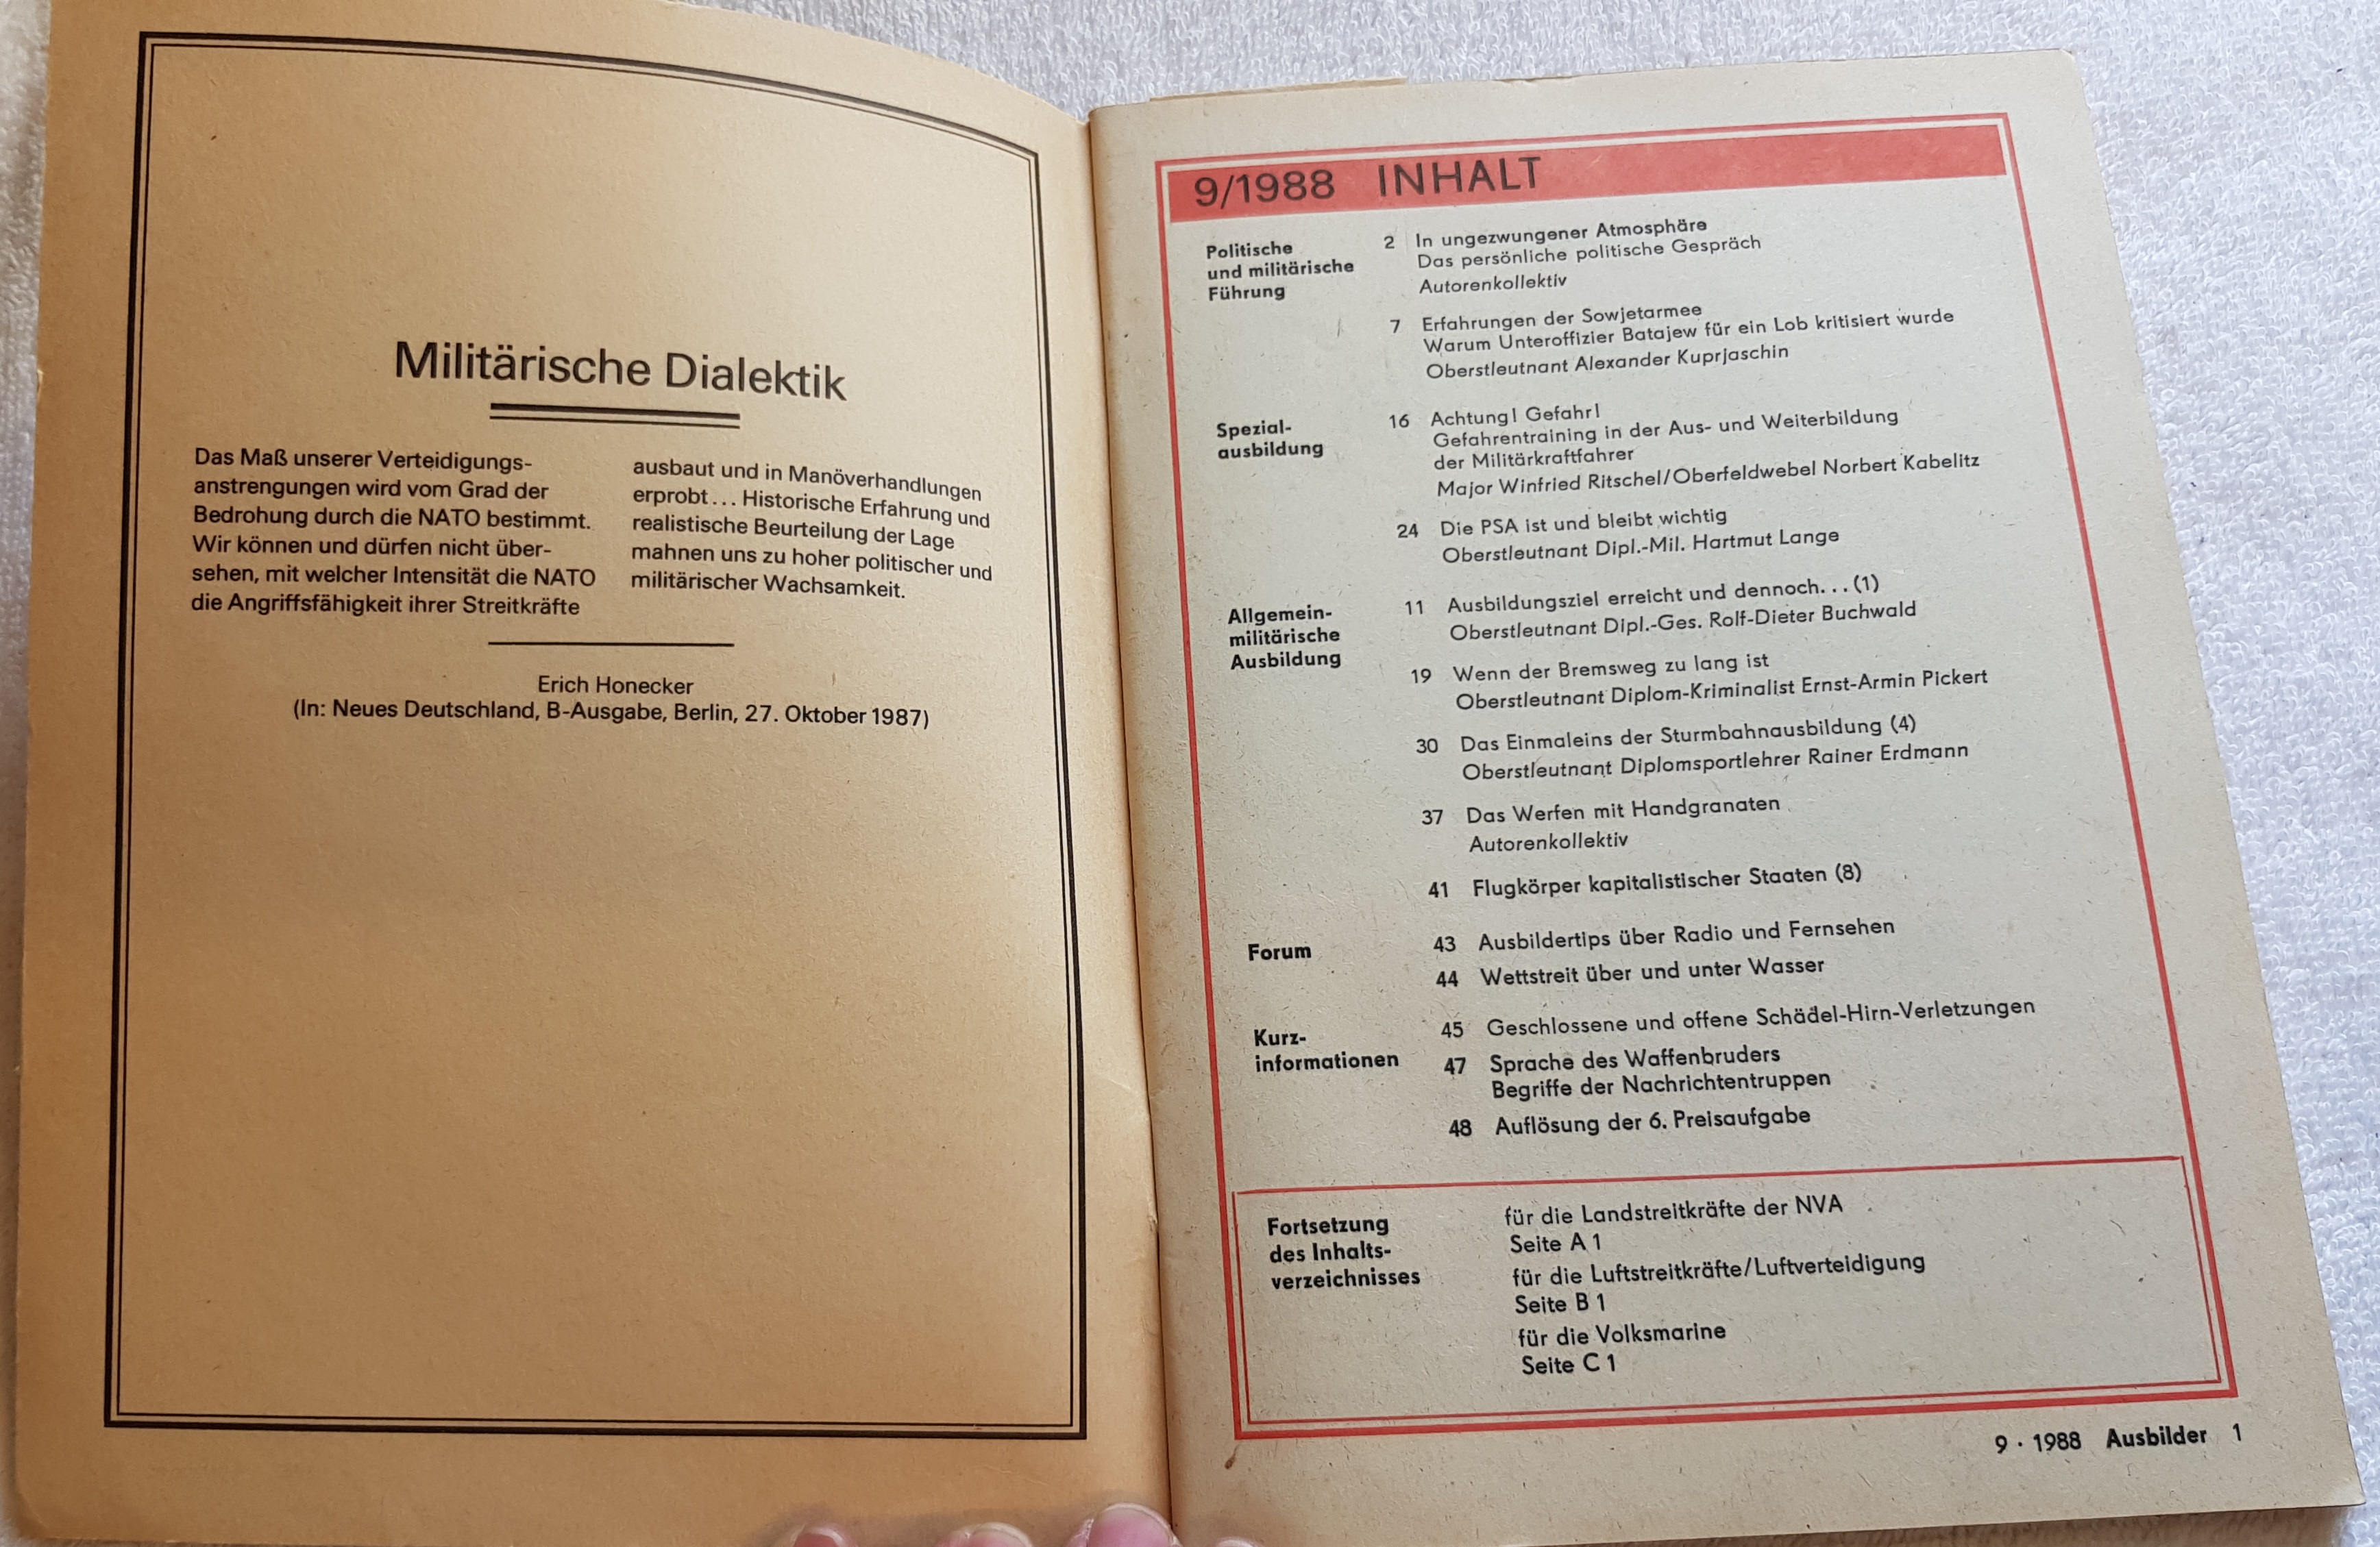 Militärische Dialektik
Das Maß unserer Verteidigungs-
anstrengungen wird vom Grad der
Bedrohung durch die NATO bestimmt.
Wir können und dürfen nicht über-
sehen, mit welcher Intensität die NATO
die Angriffsfähigkeit ihrer Streitkräfte
ausbaut und in Manöverhandlungen
erprobt... Historische Erfahrung und
realistische Beurteilung der Lage
mahnen uns zu hoher politischer und
militärischer Wachsamkeit.
Erich Honecker
(In: Neues Deutschland, B-Ausgabe, Berlin, 27. Oktober 1987)
9/1988 INHALT
Politische
und militärische
Führung
2 In ungezwungener Atmosphäre
Das persönliche politische Gespräch
Autorenkollektiv
7 Erfahrungen der Sowjetarmee
Warum Unteroffizier Batajew für ein Lob kritisiert wurde
Oberstleutnant Alexander Kuprjaschin
Spezial-
ausbildung
16 Achtung! Gefahr!
Gefahrentraining in der Aus- und Weiterbildung
der Militärkraftfahrer
Major Winfried Ritschel/Oberfeldwebel Norbert Kabelitz
24 Die PSA ist und bleibt wichtig
Oberstleutnant Dipl.-Mil. Hartmut Lange
Allgemein-
militärische
Ausbildung
11 Ausbildungsziel erreicht und dennoch... (1)
Oberstleutnant Dipl.-Ges. Rolf-Dieter Buchwald
19 Wenn der Bremsweg zu lang ist
Oberstleutnant Diplom-Kriminalist Ernst-Armin Pickert
30 Das Einmaleins der Sturmbahnausbildung (4)
Oberstleutnant Diplomsportlehrer Rainer Erdmann
37 Das Werfen mit Handgranaten
Autorenkollektiv
41 Flugkörper kapitalistischer Staaten (8)
Forum
43 Ausbildertips über Radio und Fernsehen
44 Wettstreit über und unter Wasser
Kurz-
informationen
45 Geschlossene und offene Schädel-Hirn-Verletzungen
47 Sprache des Waffenbruders
Begriffe der Nachrichtentruppen
48 Auflösung der 6. Preisaufgabe
Fortsetzung
des Inhalts-
verzeichnisses
für die Landstreitkräfte der NVA
Seite A 1
für die Luftstreitkräfte/Luftverteidigung
Seite B 1
für die Volksmarine
Seite C 1
9 · 1988 Ausbilder 1